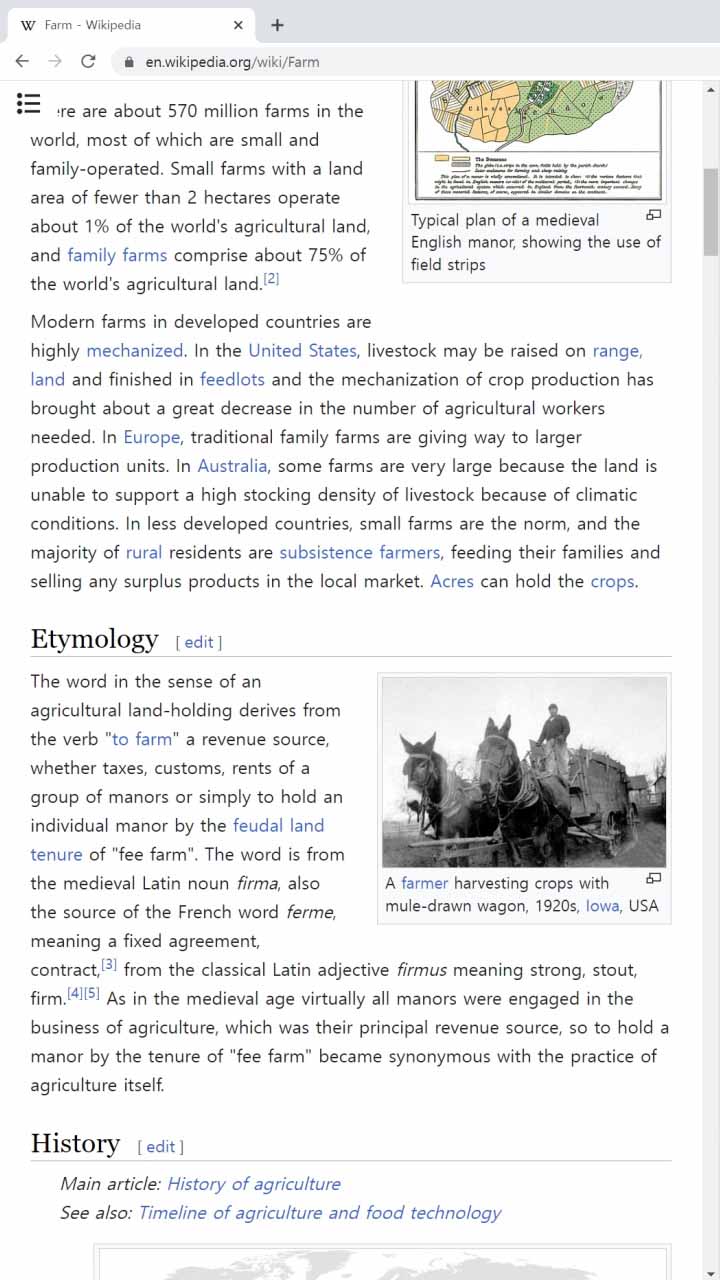 Farm - Wikipedia
en.wikipedia.org/wiki/Farm
ere are about 570 million farms in the
world, most of which are small and
family-operated. Small farms with a land
area of fewer than 2 hectares operate
about 1% of the world's agricultural land,
and family farms comprise about 75% of
the world's agricultural land.[2]
The Demesne
Typical plan of a medieval
English manor, showing the use of
field strips
Modern farms in developed countries are
highly mechanized. In the United States, livestock may be raised on range,
land and finished in feedlots and the mechanization of crop production has
brought about a great decrease in the number of agricultural workers
needed. In Europe, traditional family farms are giving way to larger
production units. In Australia, some farms are very large because the land is
unable to support a high stocking density of livestock because of climatic
conditions. In less developed countries, small farms are the norm, and the
majority of rural residents are subsistence farmers, feeding their families and
selling any surplus products in the local market. Acres can hold the crops.
Etymology [ edit ]
The word in the sense of an
agricultural land-holding derives from
the verb "to farm" a revenue source,
whether taxes, customs, rents of a
group of manors or simply to hold an
individual manor by the feudal land
tenure of "fee farm". The word is from
the medieval Latin noun firma, also
the source of the French word ferme,
meaning a fixed agreement,
contract,[3] from the classical Latin adjective firmus meaning strong, stout,
firm.[4][5] As in the medieval age virtually all manors were engaged in the
business of agriculture, which was their principal revenue source, so to hold a
manor by the tenure of "fee farm" became synonymous with the practice of
agriculture itself.
A farmer harvesting crops with
mule-drawn wagon, 1920s, Iowa, USA
History [ edit ]
Main article: History of agriculture
See also: Timeline of agriculture and food technology